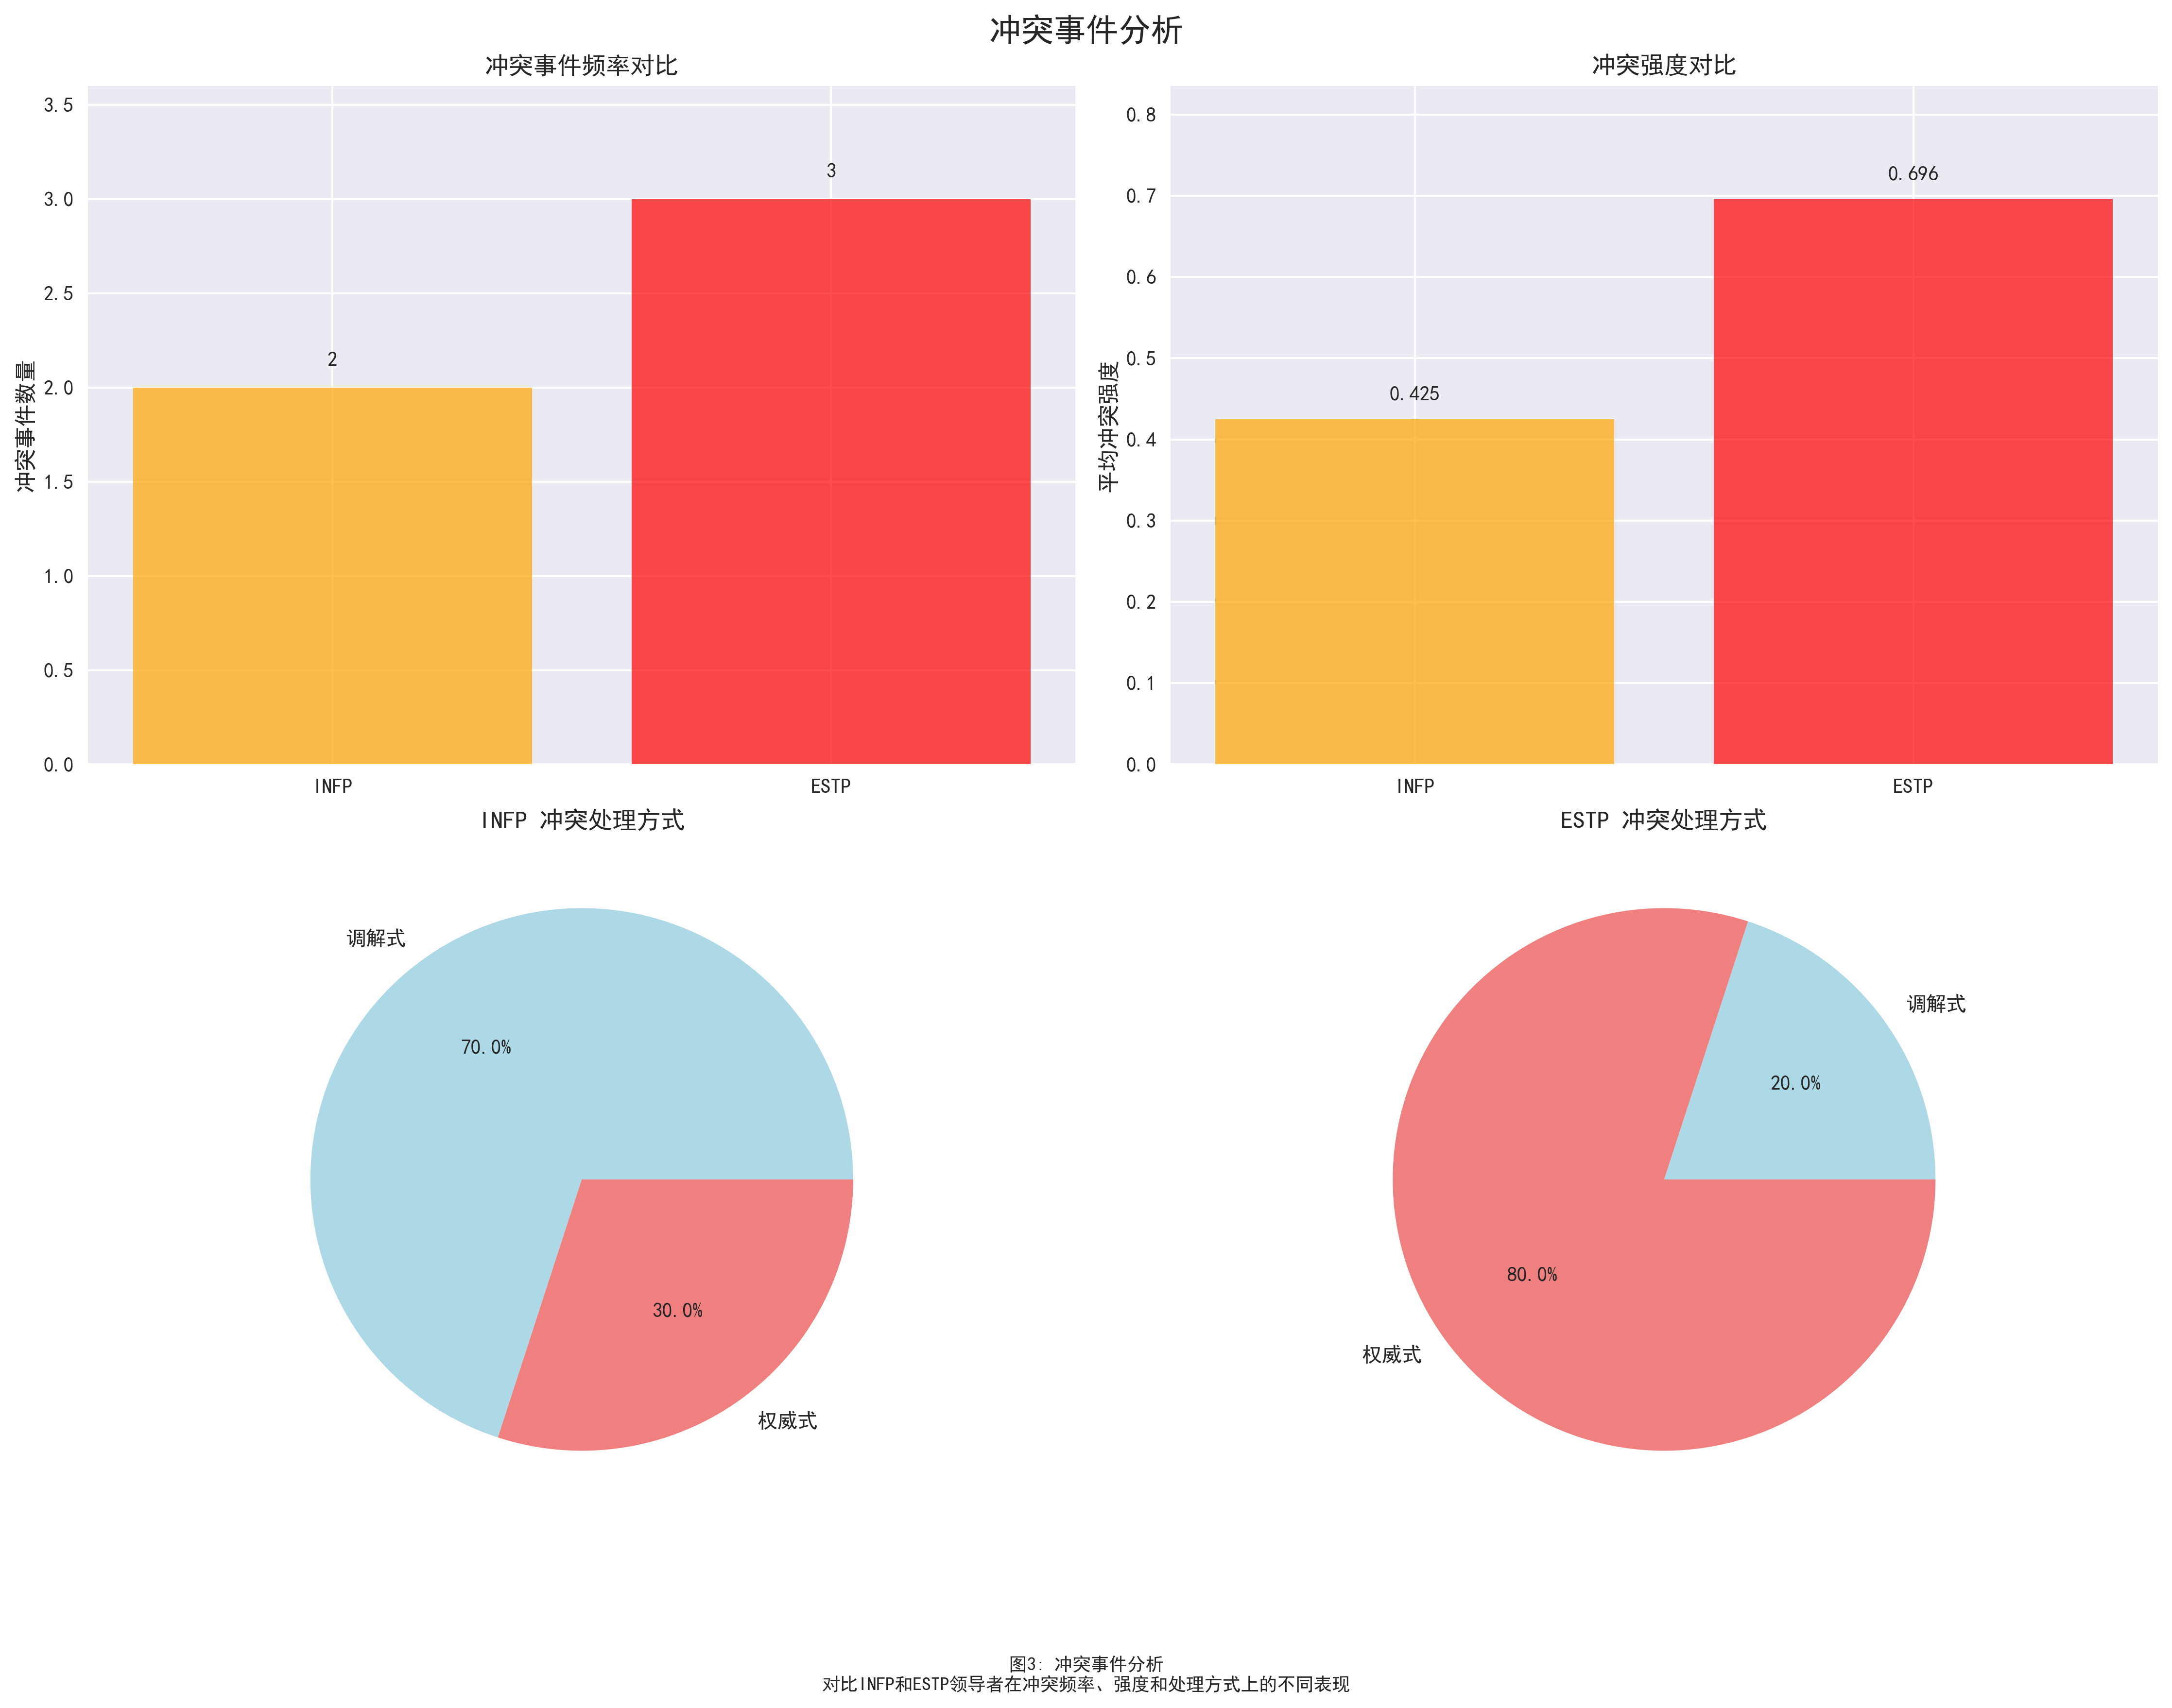 冲突事件分析
冲突事件频率对比
冲突事件数量
3.5
3.0
2.5
2.0
1.5
1.0
0.5
0.0
3
2
INFP
ESTP
冲突强度对比
平均冲突强度
0.8
0.7
0.6
0.5
0.4
0.3
0.2
0.1
0.0
0.696
0.425
INFP
ESTP
INFP 冲突处理方式
调解式
70.0%
30.0%
权威式
ESTP 冲突处理方式
调解式
20.0%
80.0%
权威式
图3: 冲突事件分析
对比INFP和ESTP领导者在冲突频率、强度和处理方式上的不同表现